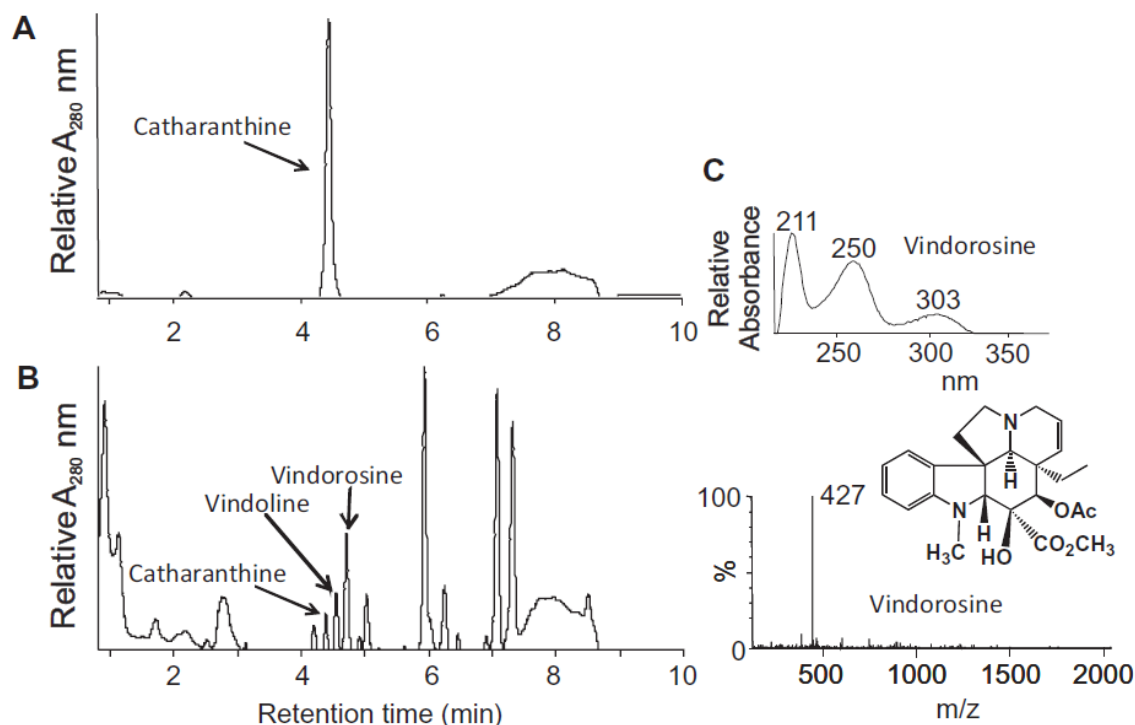 A
Relative A280 nm
Catharanthine
2 4 6 8 10
B
Relative A280 nm
Catharanthine
Vindoline
Vindorosine
2 4 6 8 10
Retention time (min)
C
Relative
Absorbance
211
250
303
Vindorosine
250 300 350
nm
N
H
OAc
N
H
H3C
HO
CO2CH3
100
427
%
0
Vindorosine
500 1000 1500 2000
m/z